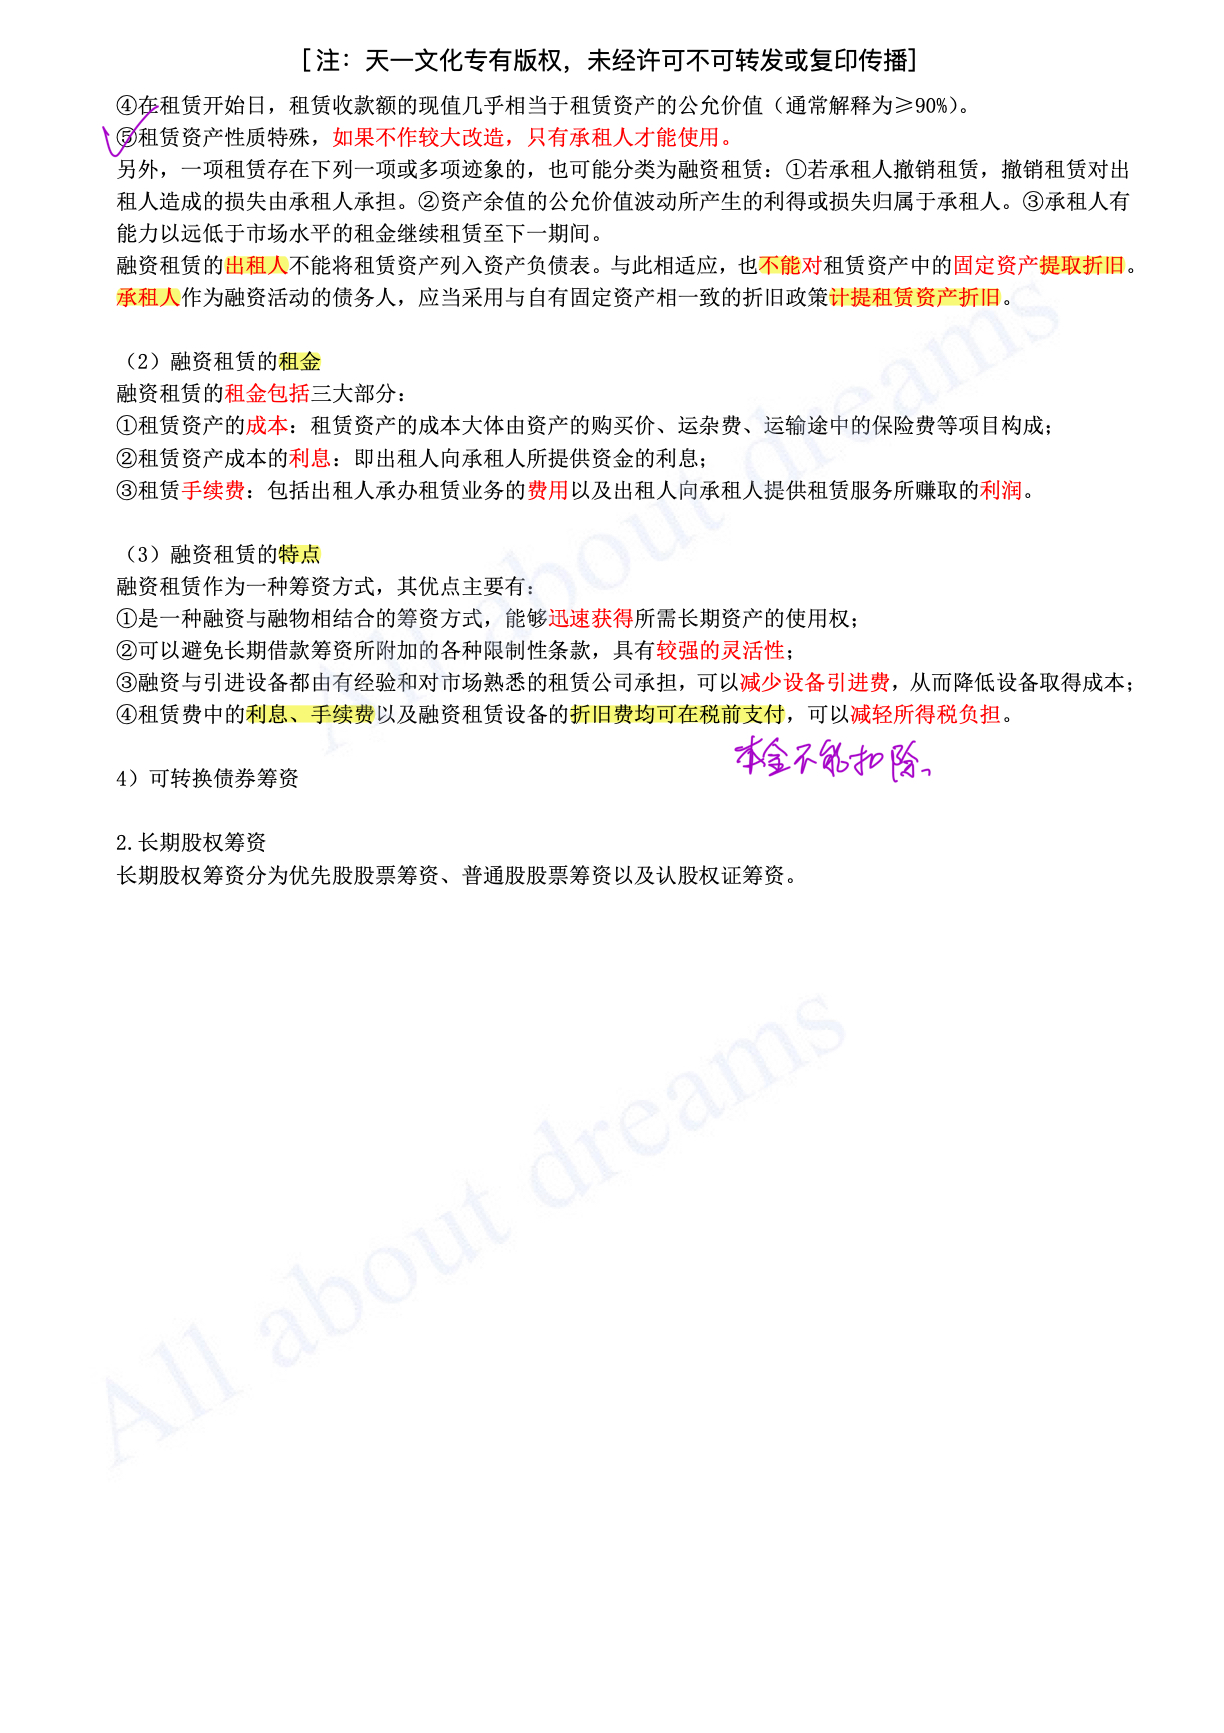 [注：天一文化专有版权，未经许可不可转发或复印传播]
④在租赁开始日，租赁收款额的现值几乎相当于租赁资产的公允价值（通常解释为≥90%）。
⑤租赁资产性质特殊，如果不作较大改造，只有承租人才能使用。
另外，一项租赁存在下列一项或多项迹象的，也可能分类为融资租赁：①若承租人撤销租赁，撤销租赁对出
租人造成的损失由承租人承担。②资产余值的公允价值波动所产生的利得或损失归属于承租人。③承租人有
能力以远低于市场水平的租金继续租赁至下一期间。
融资租赁的出租人不能将租赁资产列入资产负债表。与此相适应，也不能对租赁资产中的固定资产提取折旧。
承租人作为融资活动的债务人，应当采用与自有固定资产相一致的折旧政策计提租赁资产折旧。
（2）融资租赁的租金
融资租赁的租金包括三大部分：
①租赁资产的成本：租赁资产的成本大体由资产的购买价、运杂费、运输途中的保险费等项目构成；
②租赁资产成本的利息：即出租人向承租人所提供资金的利息；
③租赁手续费：包括出租人承办租赁业务的费用以及出租人向承租人提供租赁服务所赚取的利润。
（3）融资租赁的特点
融资租赁作为一种筹资方式，其优点主要有：
①是一种融资与融物相结合的筹资方式，能够迅速获得所需长期资产的使用权；
②可以避免长期借款筹资所附加的各种限制性条款，具有较强的灵活性；
③融资与引进设备都由有经验和对市场熟悉的租赁公司承担，可以减少设备引进费，从而降低设备取得成本；
④租赁费中的利息、手续费以及融资租赁设备的折旧费均可在税前支付，可以减轻所得税负担。
本金不能扣除、
4）可转换债券筹资
2.长期股权筹资
长期股权筹资分为优先股股票筹资、普通股股票筹资以及认股权证筹资。
All about dreams
All about dreams